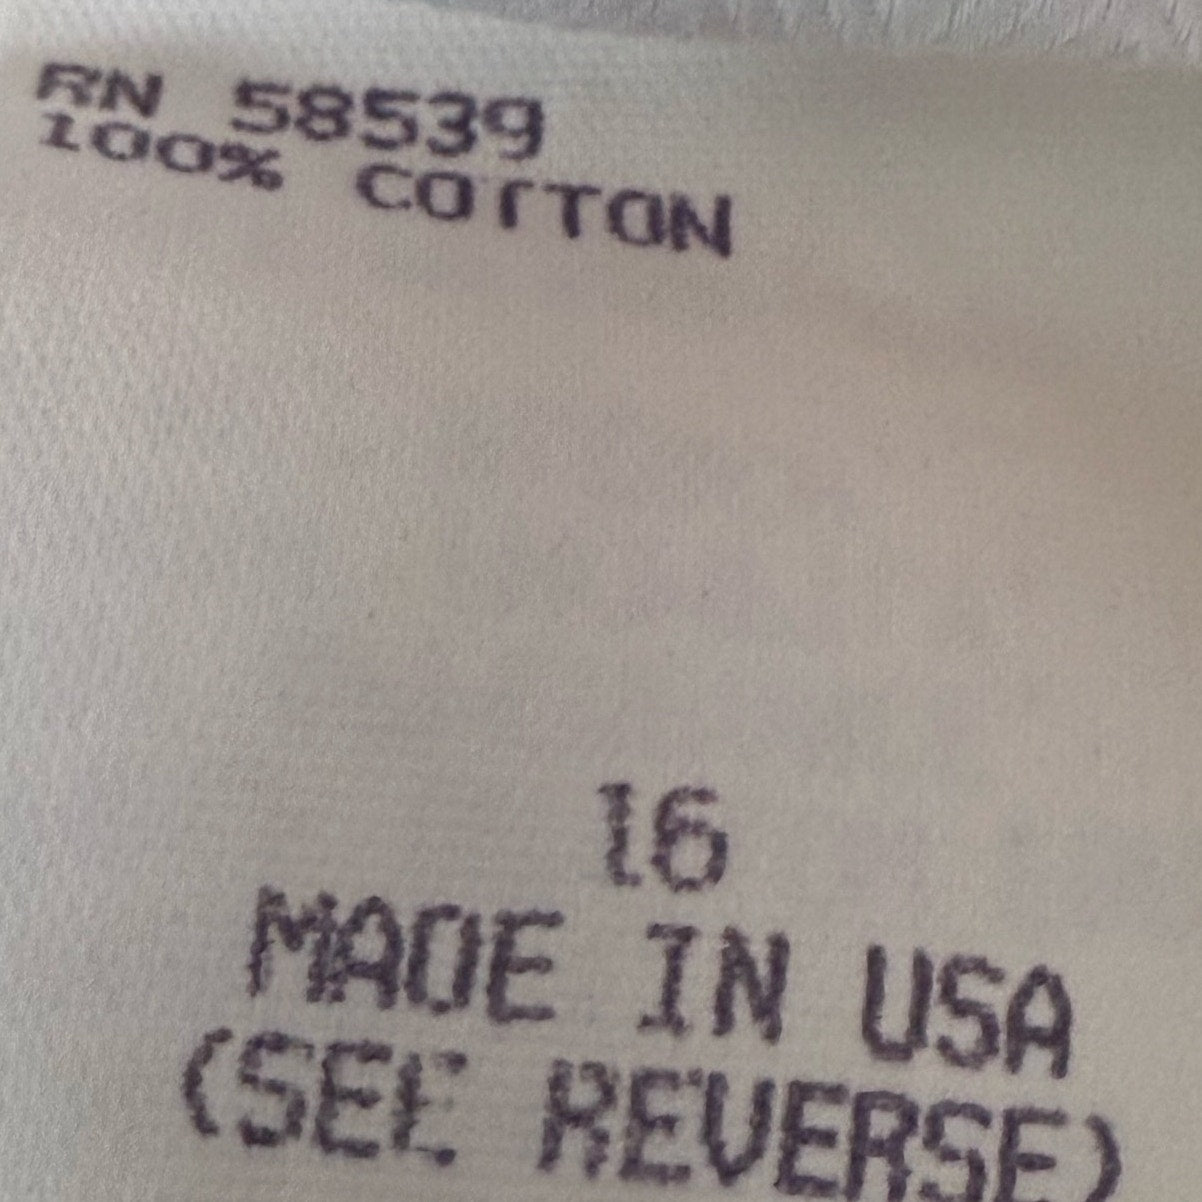 RN 58539
100% COTTON
16
MADE IN USA
(SEE REVERSE)